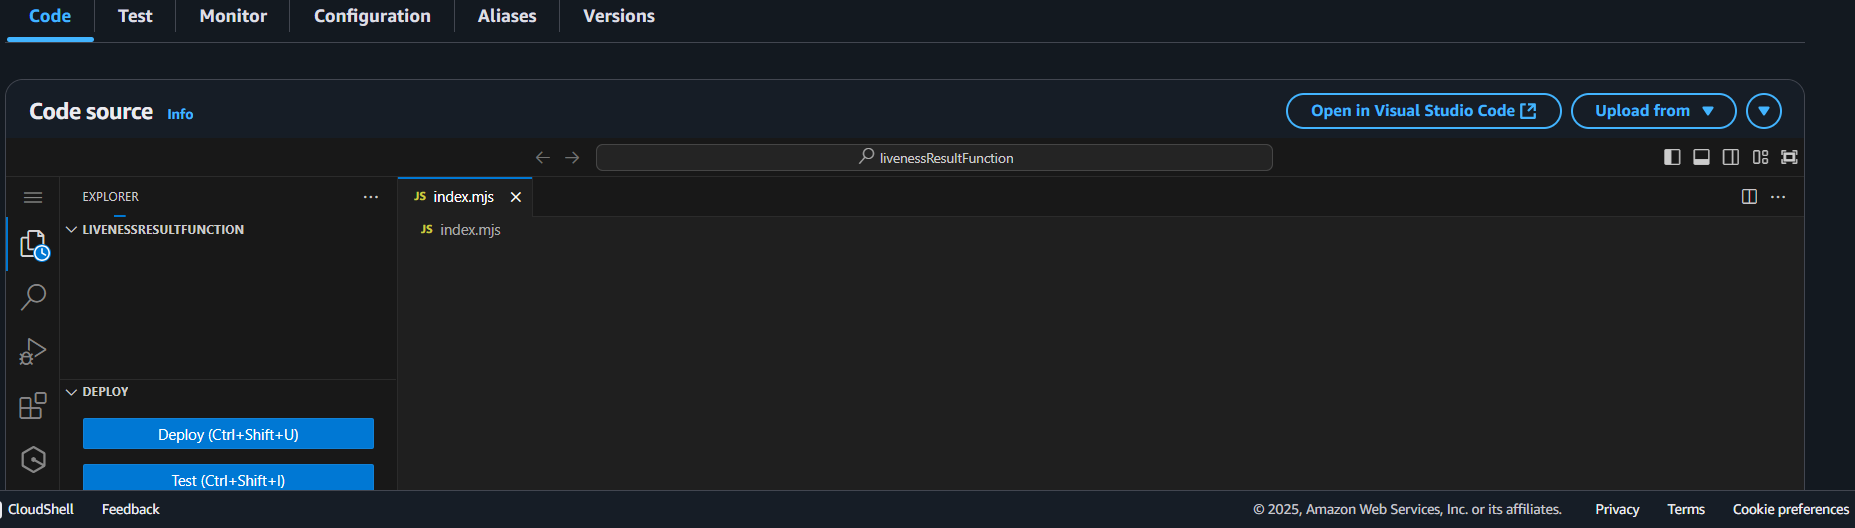 Code Test Monitor Configuration Aliases Versions
Code source Info Open in Visual Studio Code Upload from
livenessResultFunction
EXPLORER
JS index.mjs
LIVENESSRESULTFUNCTION
JS index.mjs
DEPLOY
Deploy (Ctrl+Shift+U)
Test (Ctrl+Shift+I)
CloudShell Feedback © 2025, Amazon Web Services, Inc. or its affiliates. Privacy Terms Cookie preferences